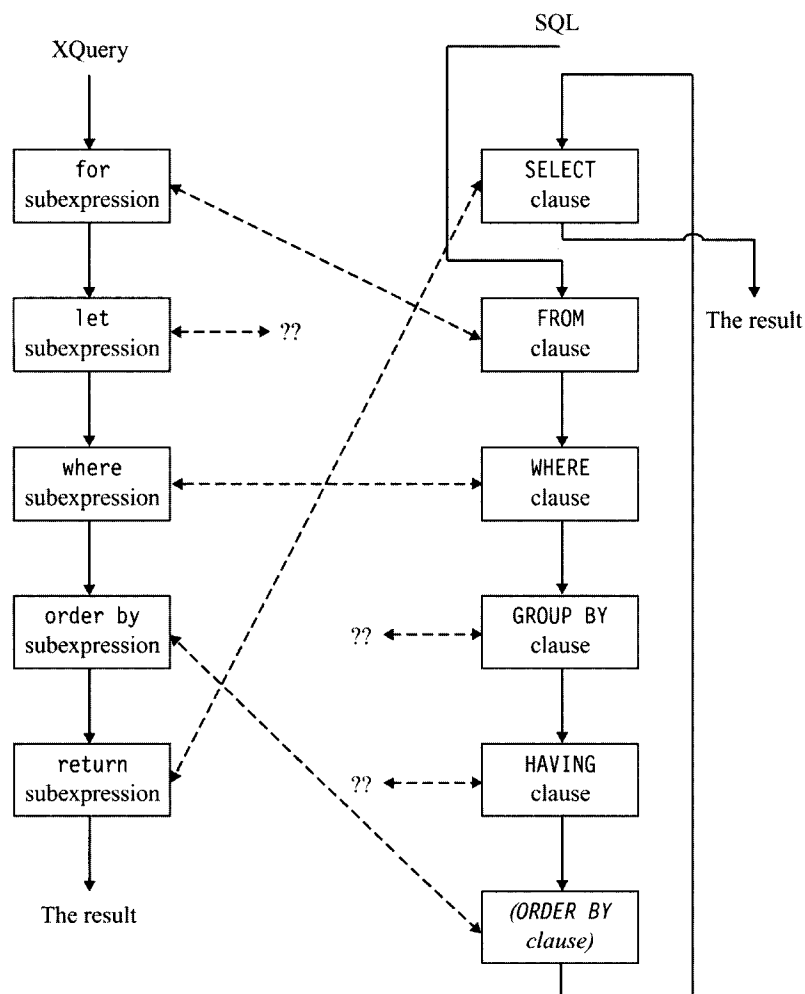 SQL
XQuery
for
subexpression
SELECT
clause
let
subexpression
??
FROM
clause
The result
where
subexpression
WHERE
clause
order by
subexpression
??
GROUP BY
clause
return
subexpression
??
HAVING
clause
The result
(ORDER BY
clause)